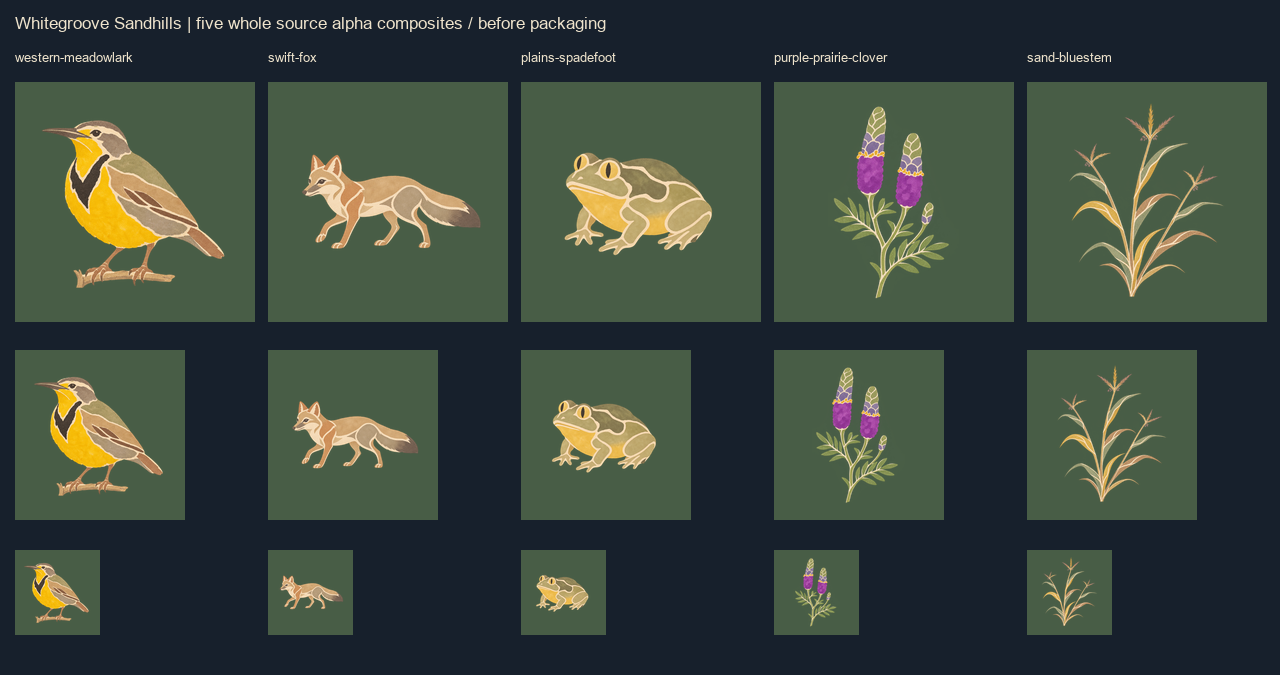 Whitegroove Sandhills | five whole source alpha composites / before packaging
western-meadowlark
swift-fox
plains-spadefoot
purple-prairie-clover
sand-bluestem